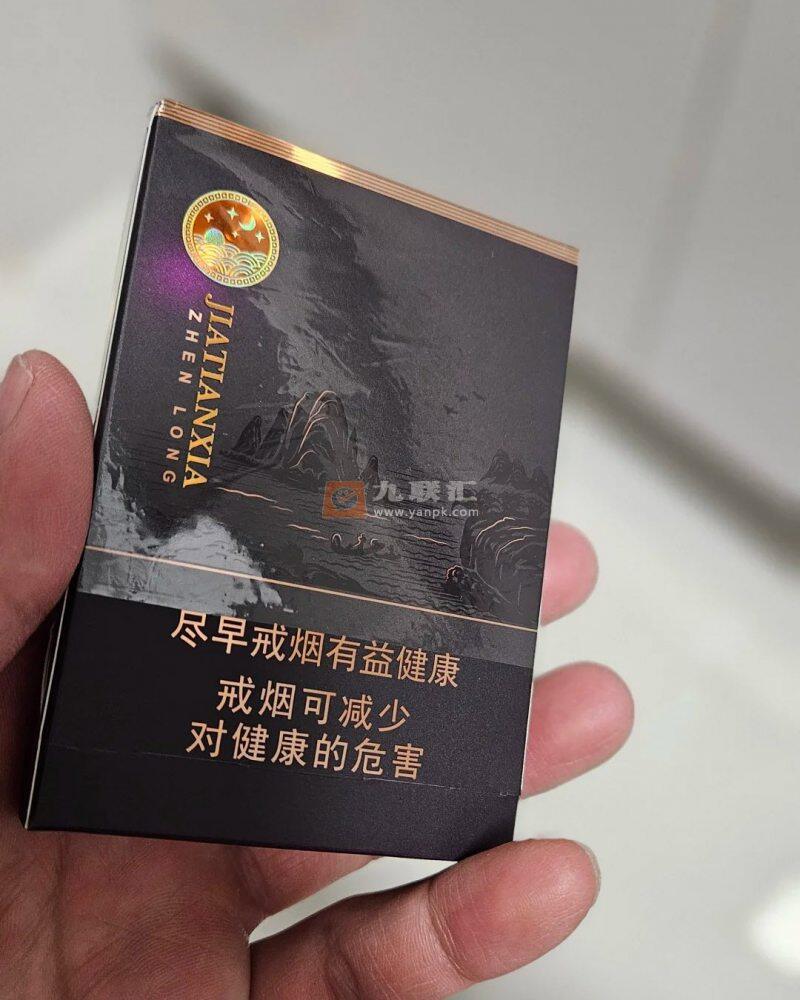 JIATIANXIA
ZHEN LONG
九联汇
www.yanpk.com
尽早戒烟有益健康
戒烟可减少
对健康的危害